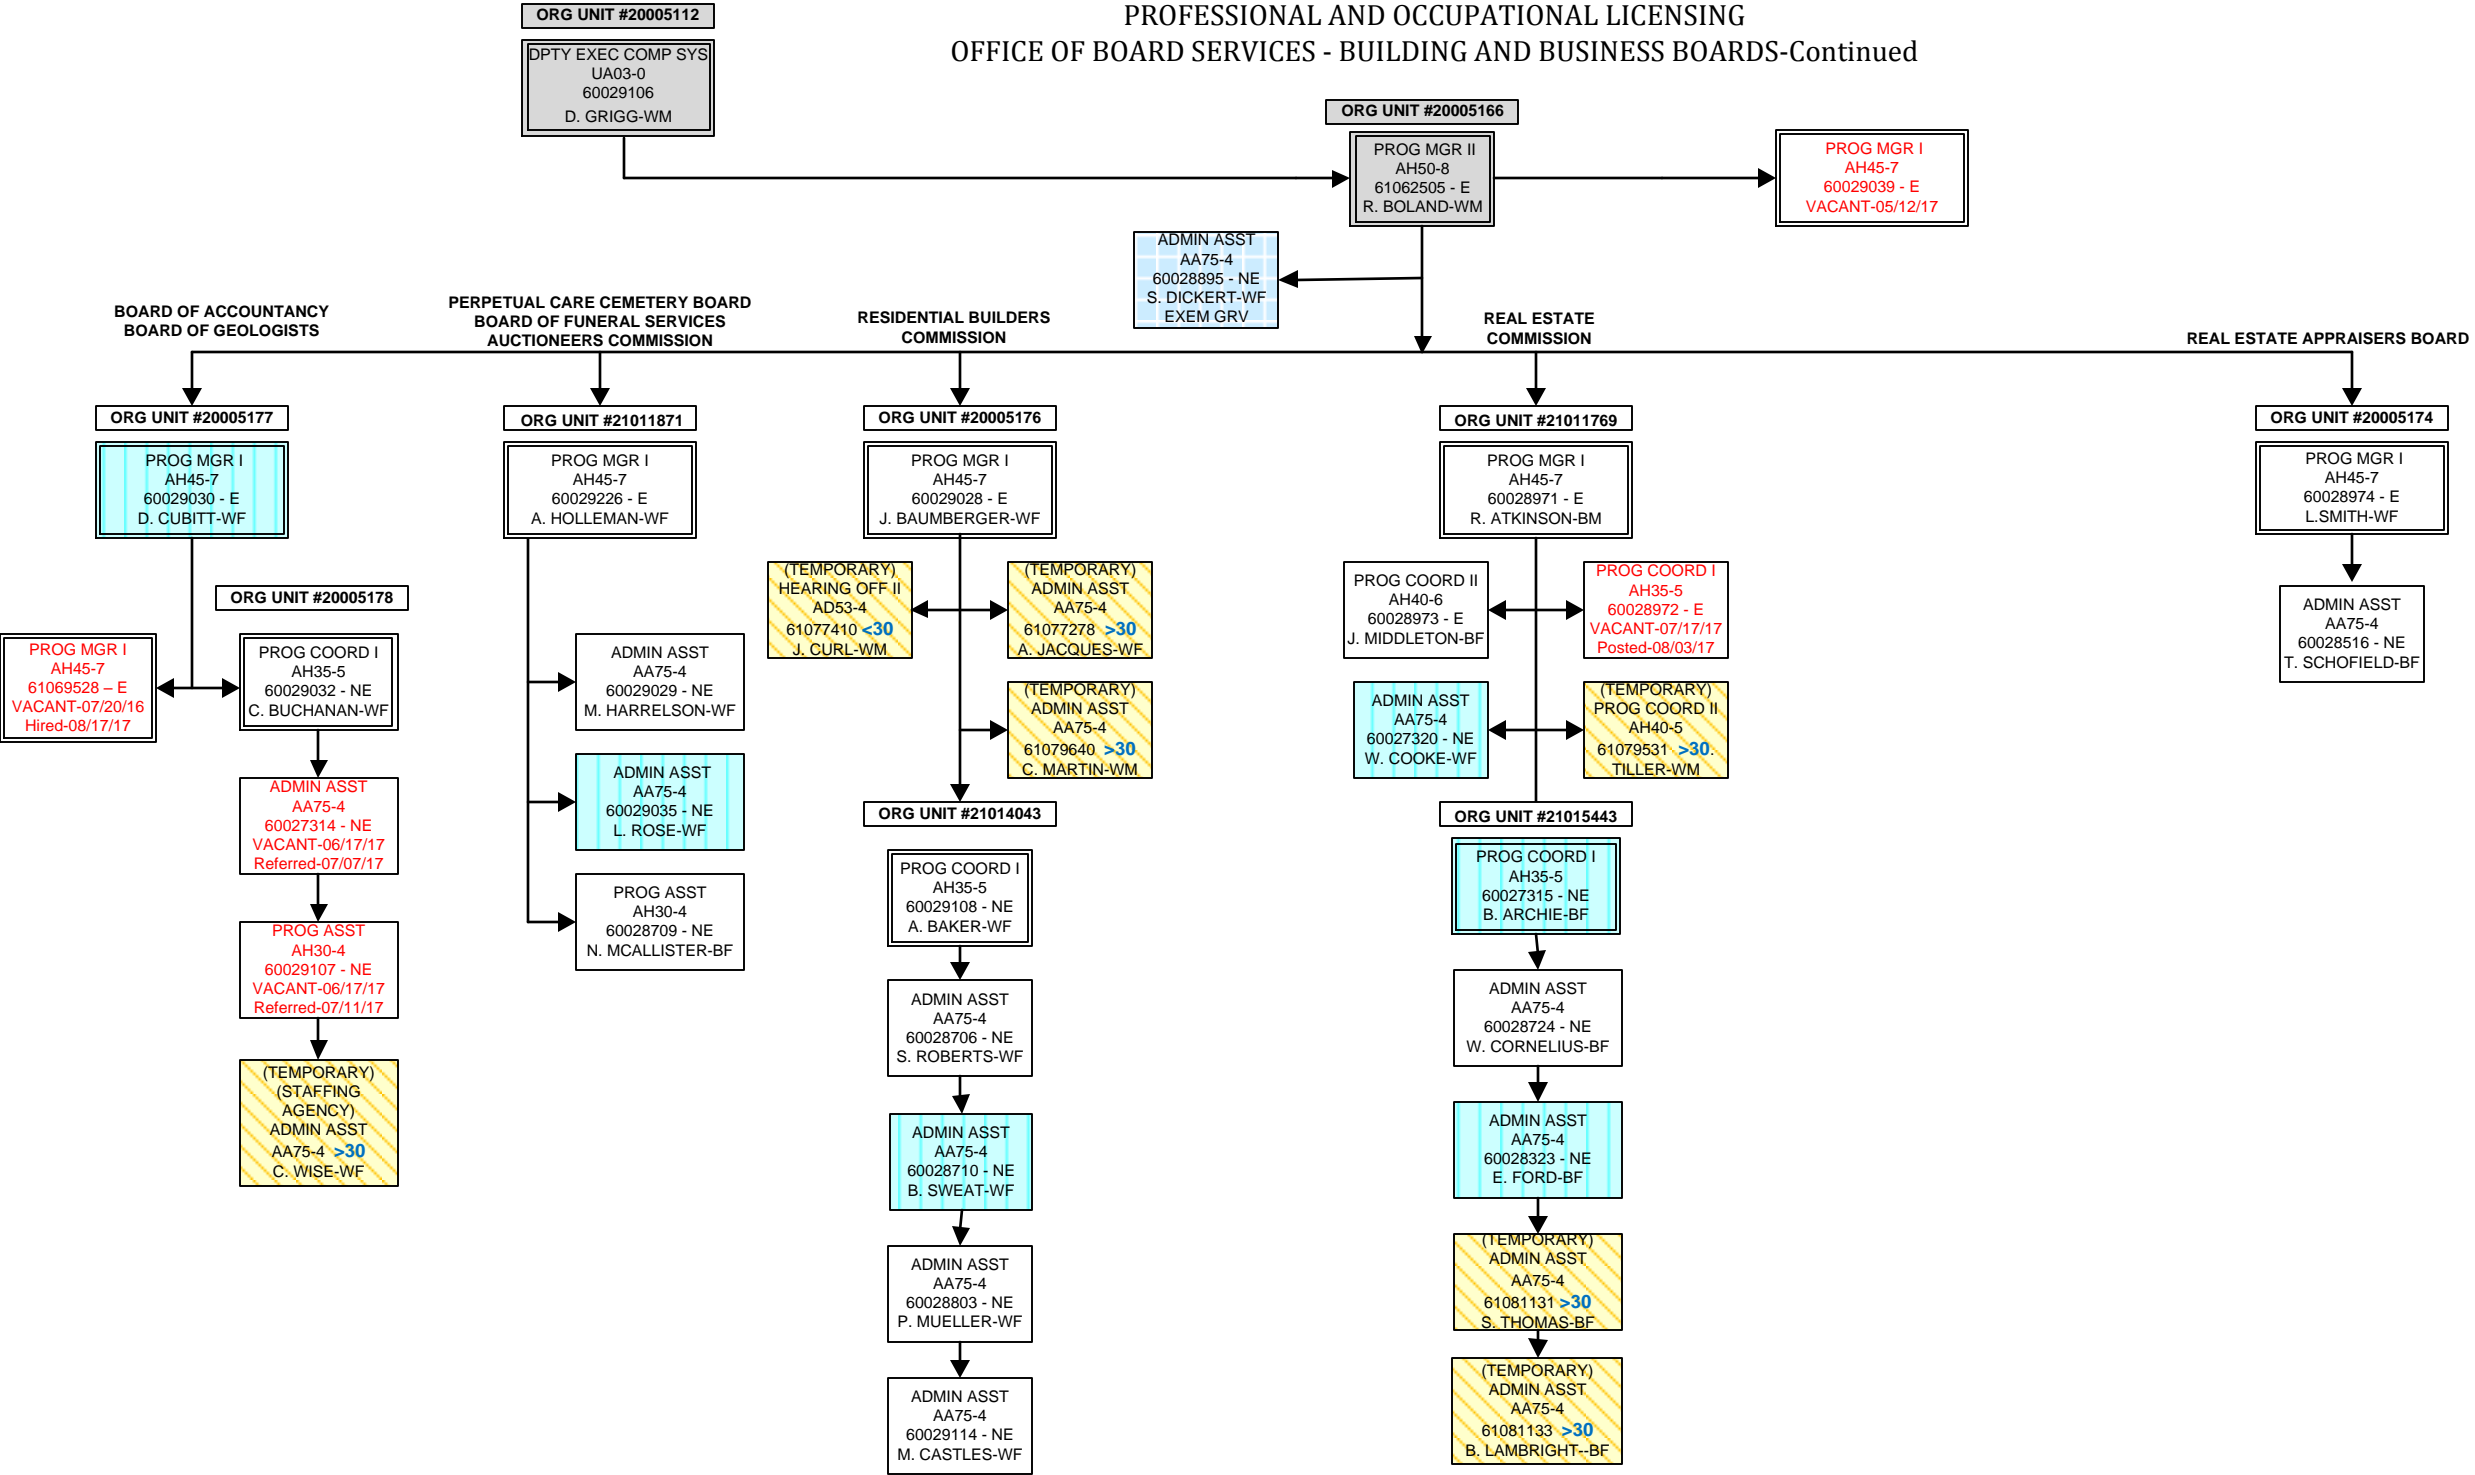 ORG UNIT #20005112
PROFESSIONAL AND OCCUPATIONAL LICENSING
OFFICE OF BOARD SERVICES - BUILDING AND BUSINESS BOARDS-Continued
DPTY EXEC COMP SYS
UA03-0
60029106
D. GRIGG-WM
ORG UNIT #20005166
PROG MGR II
AH50-8
61062505 - E
R. BOLAND-WM
PROG MGR I
AH45-7
60029039 - E
VACANT-05/12/17
ADMIN ASST
AA75-4
60028895 - NE
S. DICKERT-WF
EXEM GRV
BOARD OF ACCOUNTANCY
BOARD OF GEOLOGISTS
PERPETUAL CARE CEMETERY BOARD
BOARD OF FUNERAL SERVICES
AUCTIONEERS COMMISSION
RESIDENTIAL BUILDERS
COMMISSION
REAL ESTATE
COMMISSION
REAL ESTATE APPRAISERS BOARD
ORG UNIT #20005177
PROG MGR I
AH45-7
60029030 - E
D. CUBITT-WF
ORG UNIT #20005178
PROG MGR I
AH45-7
61069528 – E
VACANT-07/20/16
Hired-08/17/17
PROG COORD I
AH35-5
60029032 - NE
C. BUCHANAN-WF
ADMIN ASST
AA75-4
60027314 - NE
VACANT-06/17/17
Referred-07/07/17
PROG ASST
AH30-4
60029107 - NE
VACANT-06/17/17
Referred-07/11/17
(TEMPORARY)
(STAFFING
AGENCY)
ADMIN ASST
AA75-4 >30
C. WISE-WF
ORG UNIT #21011871
PROG MGR I
AH45-7
60029226 - E
A. HOLLEMAN-WF
ADMIN ASST
AA75-4
60029029 - NE
M. HARRELSON-WF
ADMIN ASST
AA75-4
60029035 - NE
L. ROSE-WF
PROG ASST
AH30-4
60028709 - NE
N. MCALLISTER-BF
ORG UNIT #20005176
PROG MGR I
AH45-7
60029028 - E
J. BAUMBERGER-WF
(TEMPORARY)
HEARING OFF II
AD53-4
61077410 <30
J. CURL-WM
(TEMPORARY)
ADMIN ASST
AA75-4
61077278 >30
A. JACQUES-WF
(TEMPORARY)
ADMIN ASST
AA75-4
61079640 >30
C. MARTIN-WM
ORG UNIT #21014043
PROG COORD I
AH35-5
60029108 - NE
A. BAKER-WF
ADMIN ASST
AA75-4
60028706 - NE
S. ROBERTS-WF
ADMIN ASST
AA75-4
60028710 - NE
B. SWEAT-WF
ADMIN ASST
AA75-4
60028803 - NE
P. MUELLER-WF
ADMIN ASST
AA75-4
60029114 - NE
M. CASTLES-WF
ORG UNIT #21011769
PROG MGR I
AH45-7
60028971 - E
R. ATKINSON-BM
PROG COORD II
AH40-6
60028973 - E
J. MIDDLETON-BF
PROG COORD I
AH35-5
60028972 - E
VACANT-07/17/17
Posted-08/03/17
ADMIN ASST
AA75-4
60027320 - NE
W. COOKE-WF
(TEMPORARY)
PROG COORD II
AH40-5
61079531 >30.
TILLER-WM
ORG UNIT #21015443
PROG COORD I
AH35-5
60027315 - NE
B. ARCHIE-BF
ADMIN ASST
AA75-4
60028724 - NE
W. CORNELIUS-BF
ADMIN ASST
AA75-4
60028323 - NE
E. FORD-BF
(TEMPORARY)
ADMIN ASST
AA75-4
61081131 >30
S. THOMAS-BF
(TEMPORARY)
ADMIN ASST
AA75-4
61081133 >30
B. LAMBRIGHT--BF
ORG UNIT #20005174
PROG MGR I
AH45-7
60028974 - E
L.SMITH-WF
ADMIN ASST
AA75-4
60028516 - NE
T. SCHOFIELD-BF